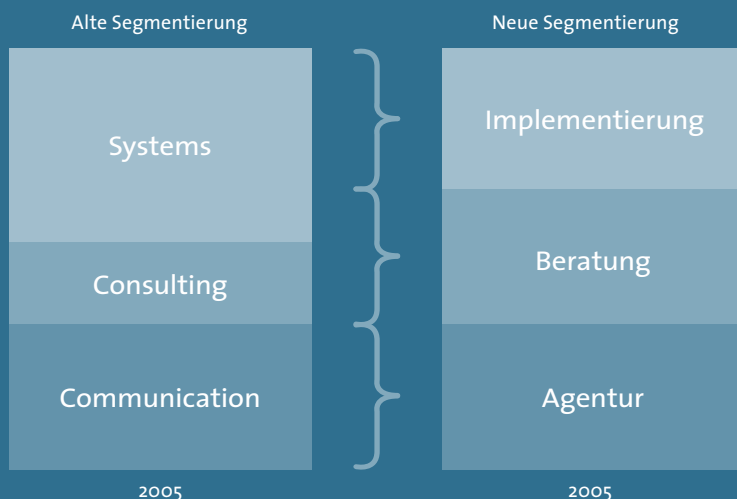 Alte Segmentierung
Neue Segmentierung
Systems
Consulting
Communication
Implementierung
Beratung
Agentur
2005
2005